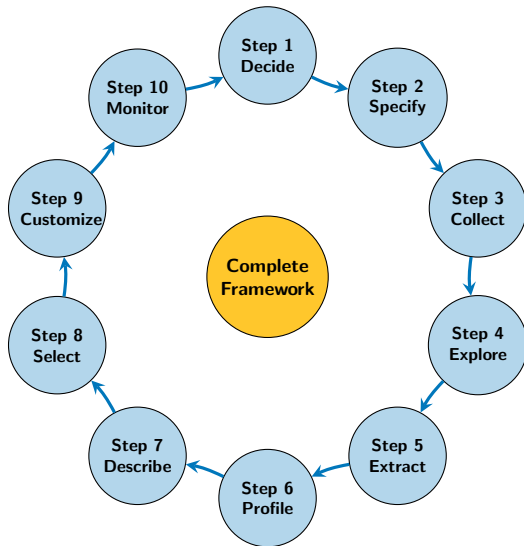 Step 1
Decide
Step 2
Specify
Step 3
Collect
Step 4
Explore
Step 5
Extract
Step 6
Profile
Step 7
Describe
Step 8
Select
Step 9
Customize
Step 10
Monitor
Complete
Framework